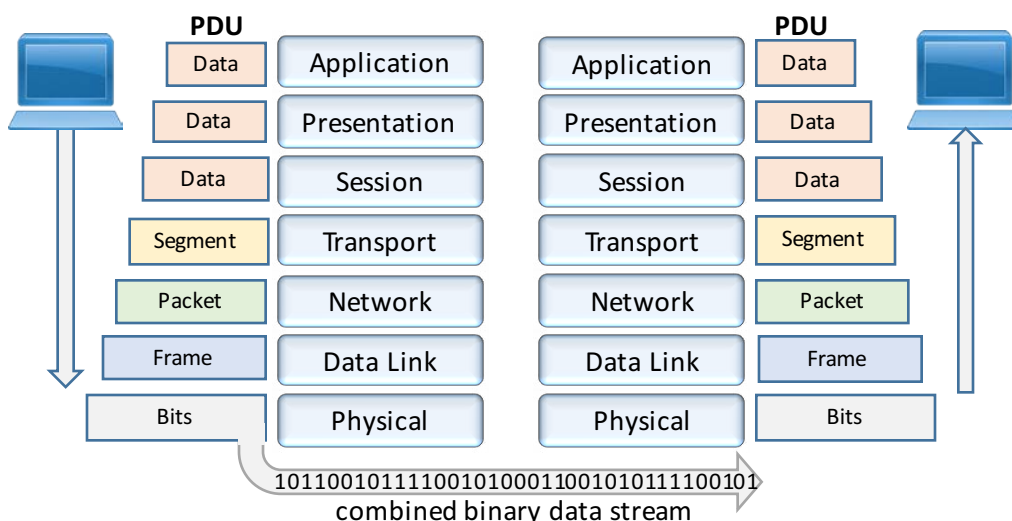 PDU PDU
Data Application Application Data
Data Presentation Presentation Data
Data Session Session Data
Segment Transport Transport Segment
Packet Network Network Packet
Frame Data Link Data Link Frame
Bits Physical Physical Bits
1011001011110010100011001010111100101
combined binary data stream